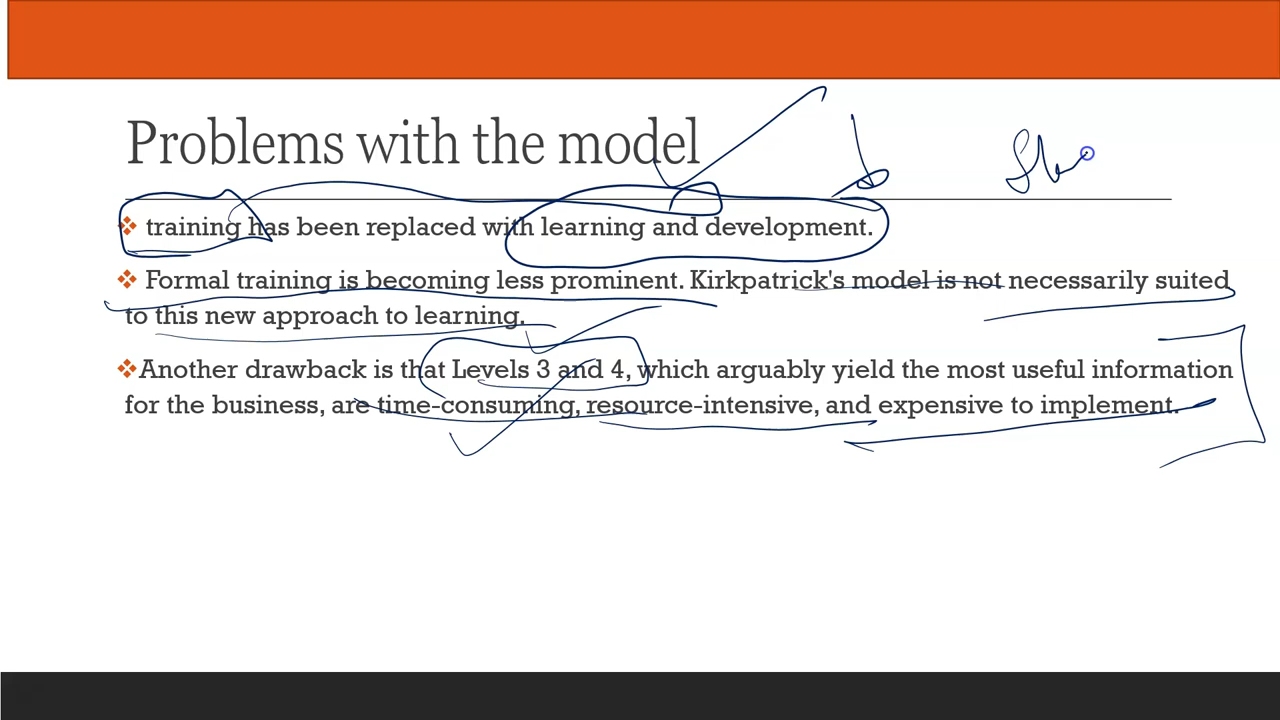 Problems with the model
training has been replaced with learning and development.
Formal training is becoming less prominent. Kirkpatrick's model is not necessarily suited
to this new approach to learning.
Another drawback is that Levels 3 and 4, which arguably yield the most useful information
for the business, are time-consuming, resource-intensive, and expensive to implement.